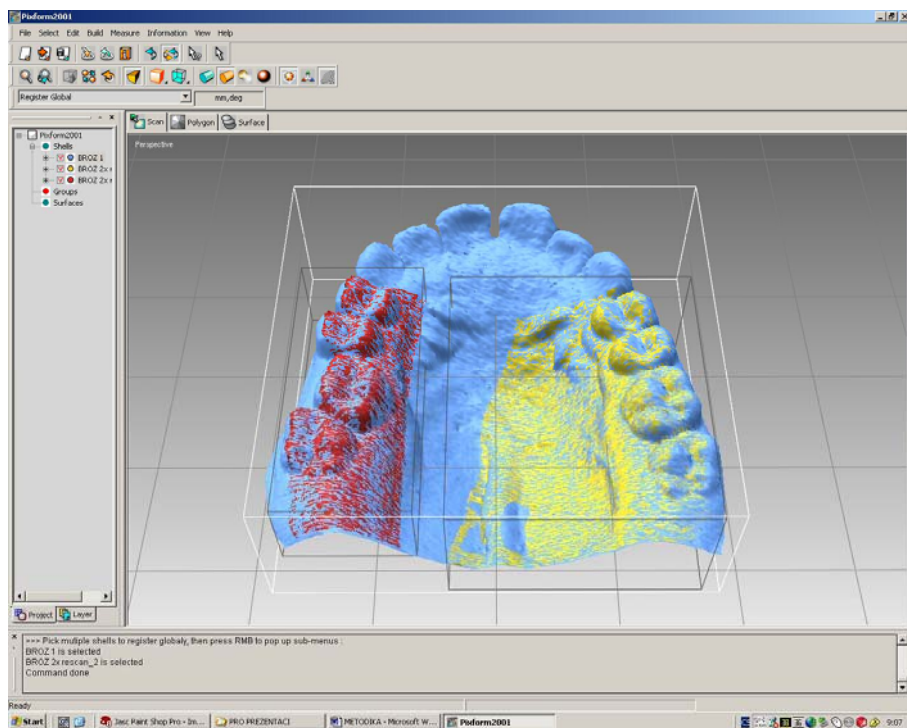 Pixform2001
File Select Edit Build Measure Information View Help
Register Global
mm,deg
Scan Polygon Surface
Pixform2001
Shells
BROZ 1
BROZ 2x r
BROZ 2x r
Groups
Surfaces
Perspective
Project Layer
>>> Pick mutiple shells to register globaly, then press RMB to pop up sub-menus :
BROZ 1 is selected
BROZ 2x rescan_2 is selected
Command done
Ready
Start Jasc Paint Shop Pro - Im... PRO PREZENTACI METODIKA - Microsoft W... Pixform2001 9:07